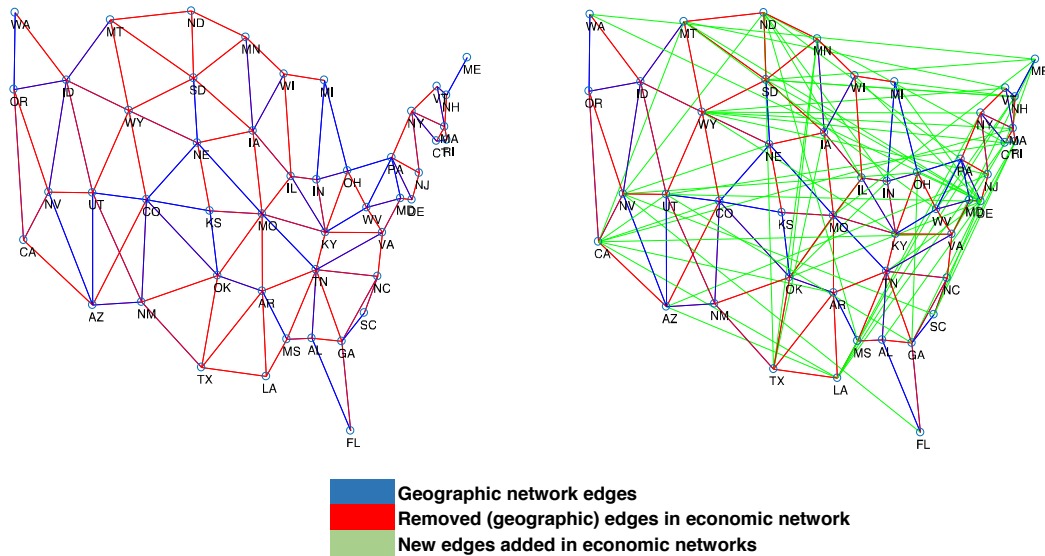 WA
ND
MT
MN
ME
WI
MI
ID
SD
OR
VT
NH
WY
NY
MA
IA
NE
CT
RI
PA
OH
IL
IN
NJ
NV
UT
CO
MD
DE
KS
WV
MO
KY
VA
CA
TN
OK
NC
AR
AZ
NM
SC
MS
AL
GA
TX
LA
FL
WA
ND
MT
MN
ME
WI
MI
ID
SD
OR
VT
NH
WY
NY
MA
IA
NE
CT
RI
PA
OH
IL
IN
NJ
NV
UT
CO
MD
DE
KS
WV
MO
KY
VA
CA
TN
OK
NC
AR
AZ
NM
SC
MS
AL
GA
TX
LA
FL
Geographic network edges
Removed (geographic) edges in economic network
New edges added in economic networks